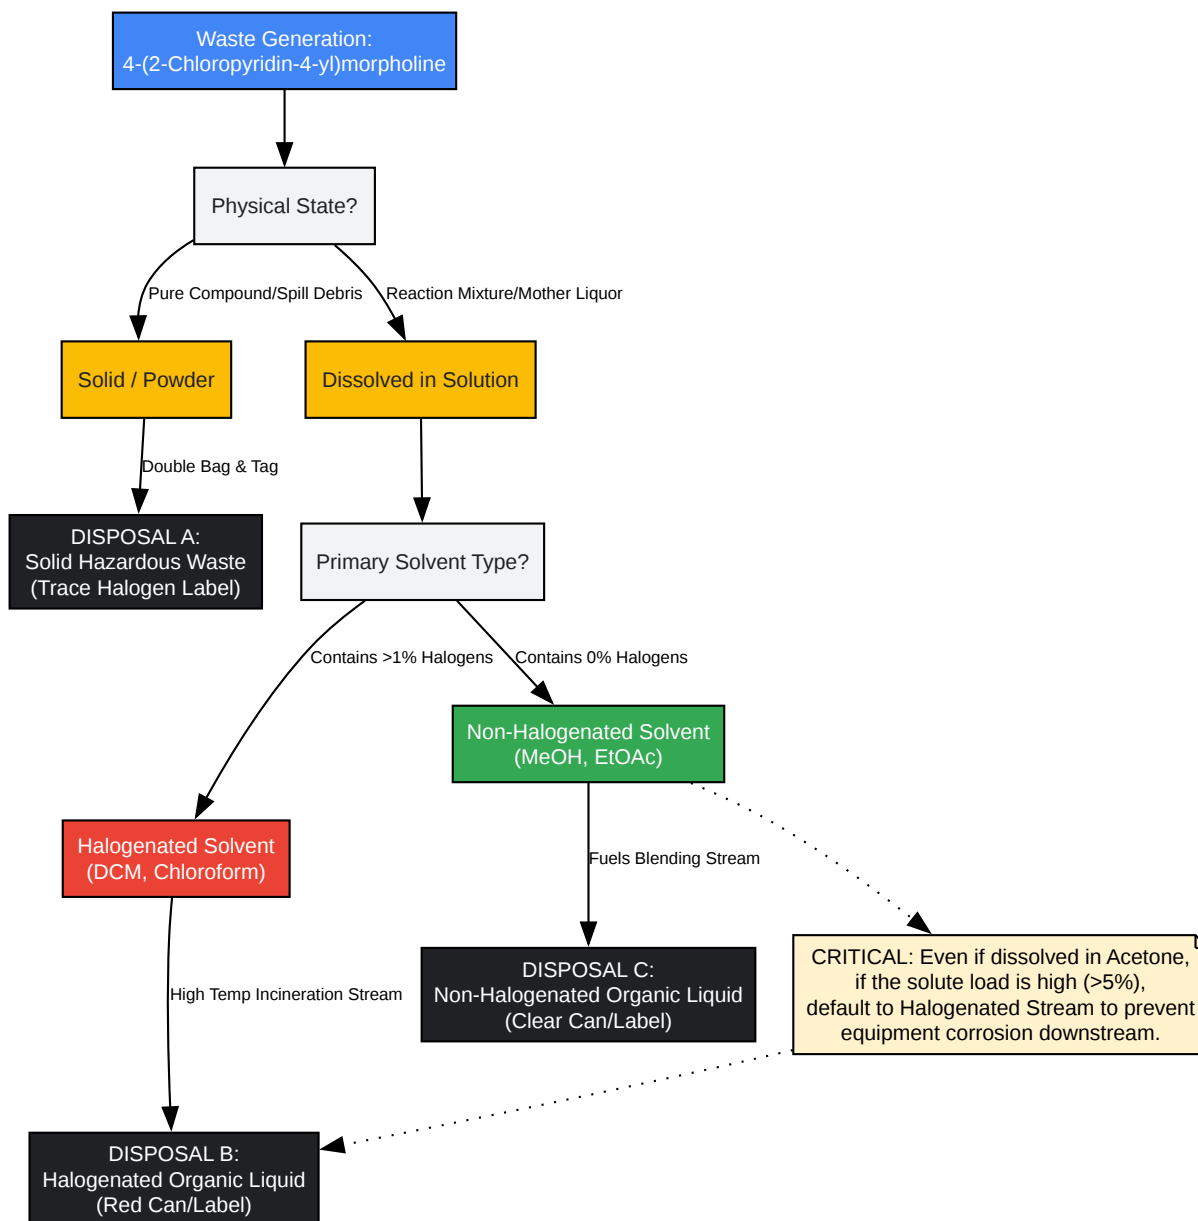 Waste Generation:
4-(2-Chloropyridin-4-yl)morpholine
Physical State?
Pure Compound/Spill Debris
Reaction Mixture/Mother Liquor
Solid / Powder
Dissolved in Solution
Double Bag & Tag
DISPOSAL A:
Solid Hazardous Waste
(Trace Halogen Label)
Primary Solvent Type?
Contains >1% Halogens
Contains 0% Halogens
Non-Halogenated Solvent
(MeOH, EtOAc)
Halogenated Solvent
(DCM, Chloroform)
Fuels Blending Stream
CRITICAL: Even if dissolved in Acetone,
if the solute load is high (>5%),
default to Halogenated Stream to prevent
equipment corrosion downstream.
DISPOSAL C:
Non-Halogenated Organic Liquid
(Clear Can/Label)
High Temp Incineration Stream
DISPOSAL B:
Halogenated Organic Liquid
(Red Can/Label)